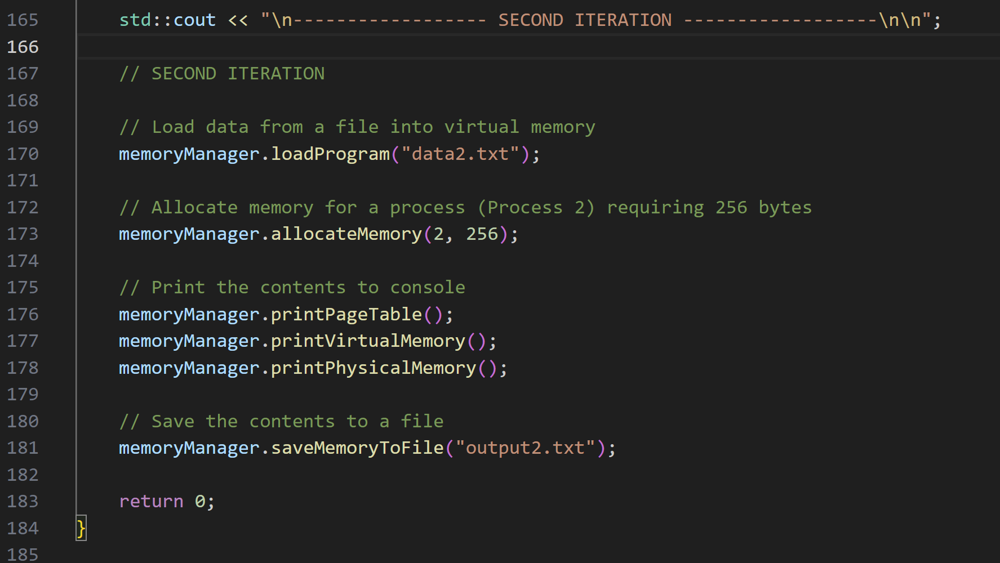 165 std::cout << "\n------------------ SECOND ITERATION ------------------\n\n";
166
167 // SECOND ITERATION
168
169 // Load data from a file into virtual memory
170 memoryManager.loadProgram("data2.txt");
171
172 // Allocate memory for a process (Process 2) requiring 256 bytes
173 memoryManager.allocateMemory(2, 256);
174
175 // Print the contents to console
176 memoryManager.printPageTable();
177 memoryManager.printVirtualMemory();
178 memoryManager.printPhysicalMemory();
179
180 // Save the contents to a file
181 memoryManager.saveMemoryToFile("output2.txt");
182
183 return 0;
184 }
185